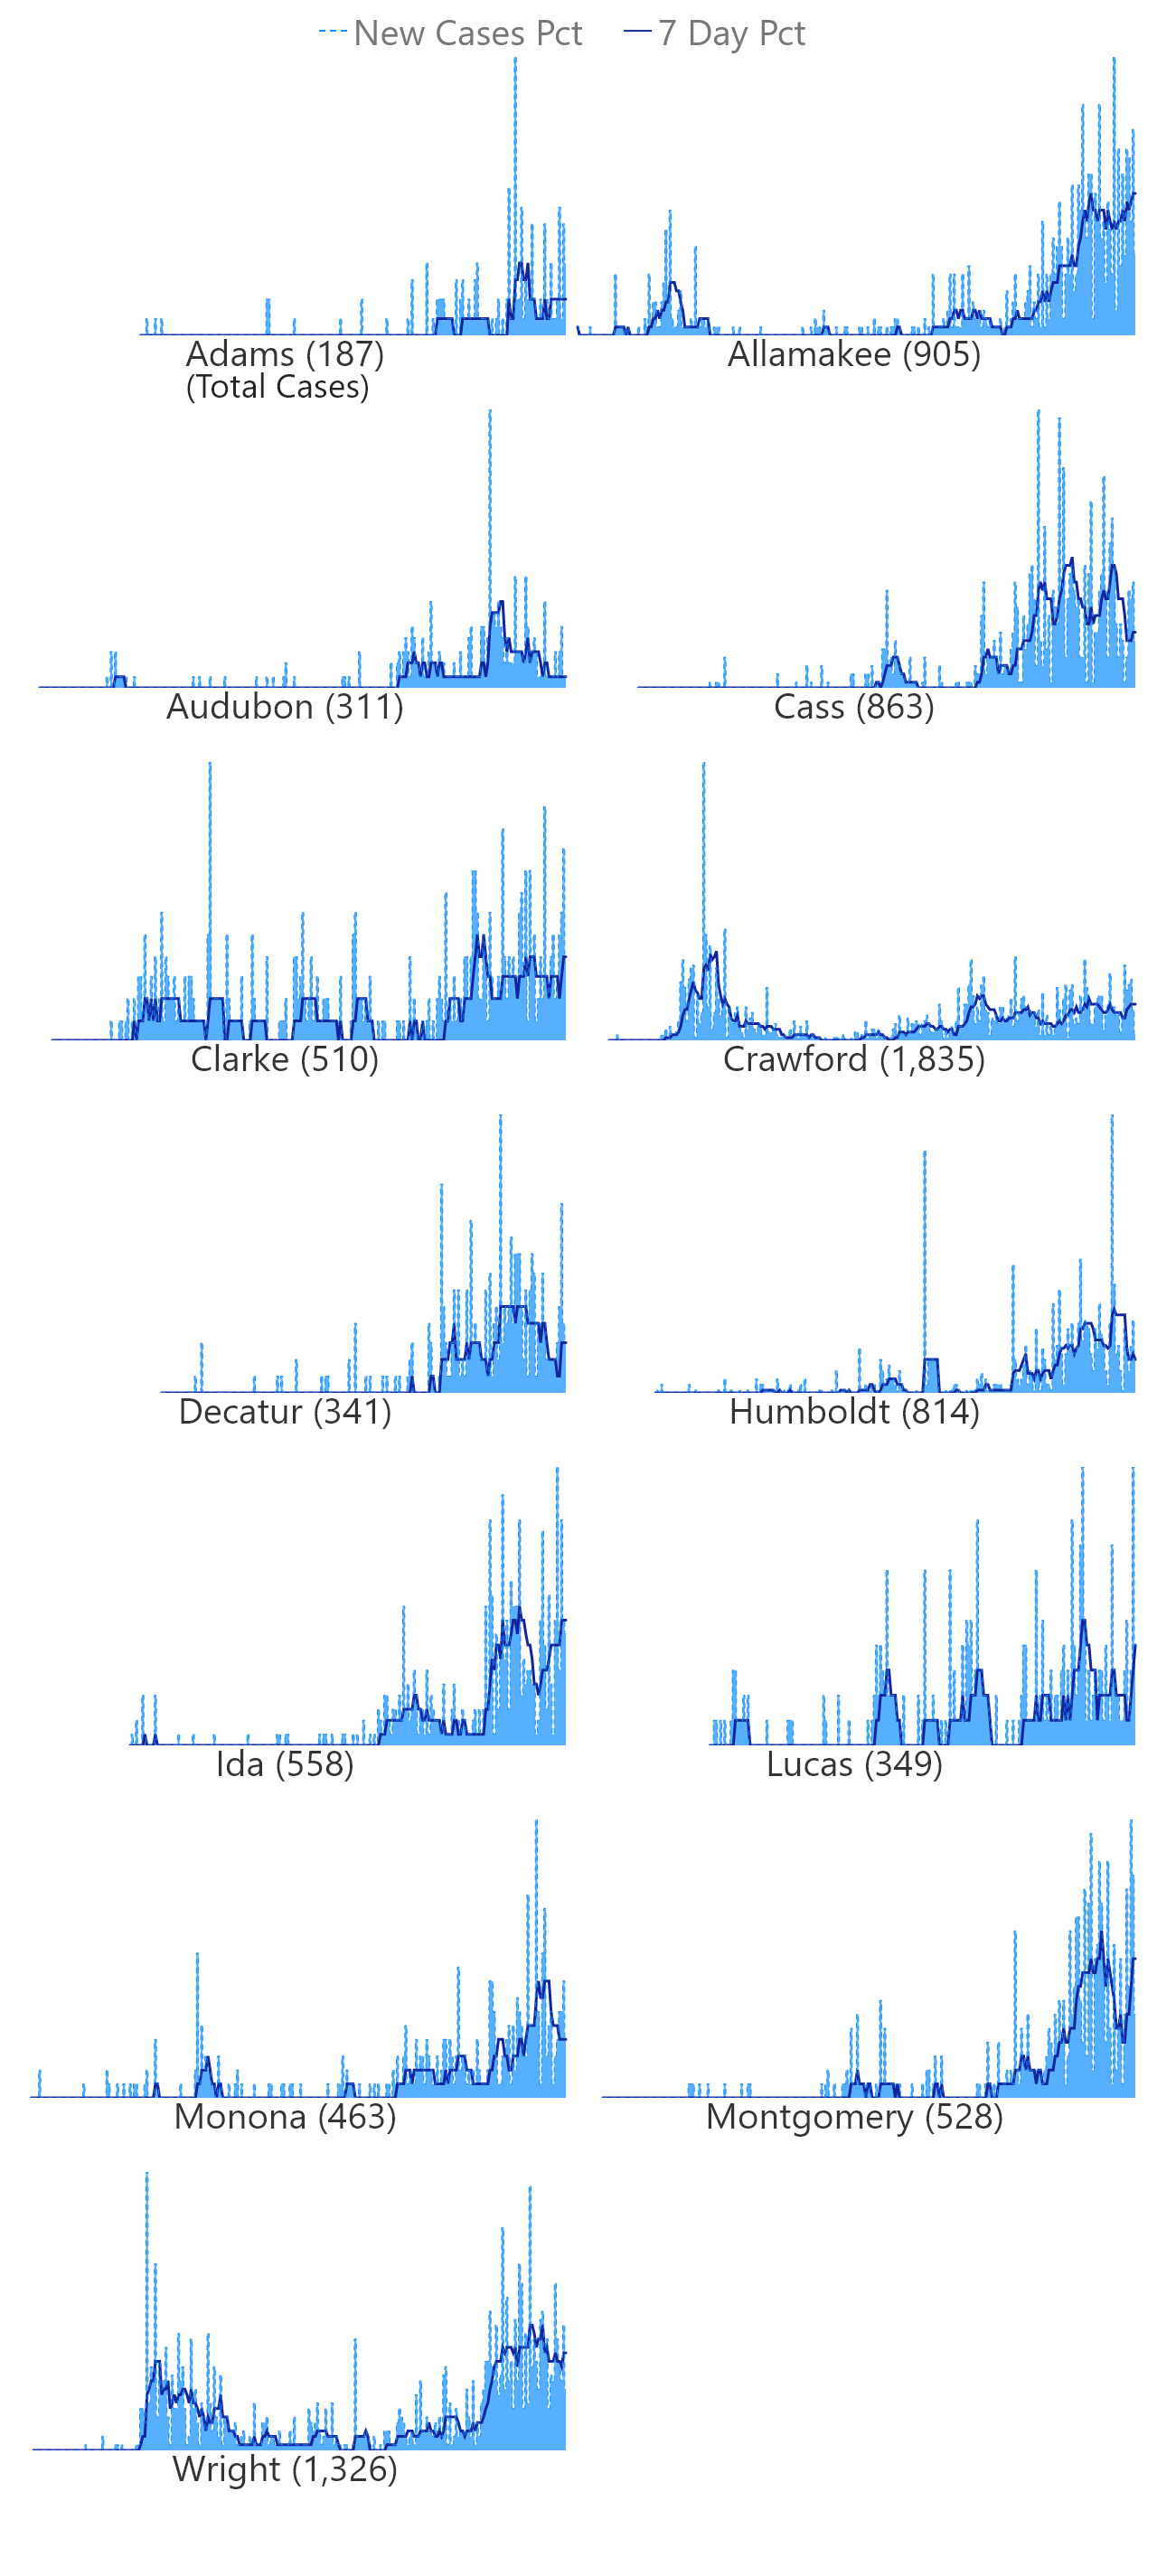 New Cases Pct 7 Day Pct
Adams (187)
(Total Cases)
Allamakee (905)
Audubon (311)
Cass (863)
Clarke (510)
Crawford (1,835)
Decatur (341)
Humboldt (814)
Ida (558)
Lucas (349)
Monona (463)
Montgomery (528)
Wright (1,326)